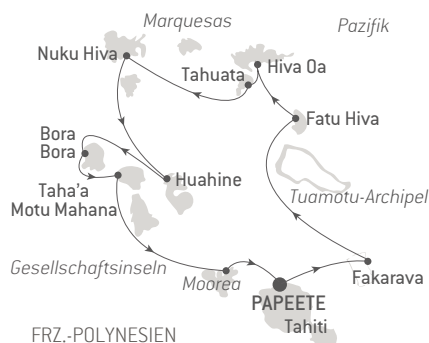 Marquesas
Pazifik
Nuku Hiva
Hiva Oa
Tahuata
Fatu Hiva
Bora
Bora
Huahine
Taha'a
Motu Mahana
Tuamotu-Archipel
Gesellschaftsinseln
Moorea
Fakarava
PAPEETE
Tahiti
FRZ.-POLYNESIEN